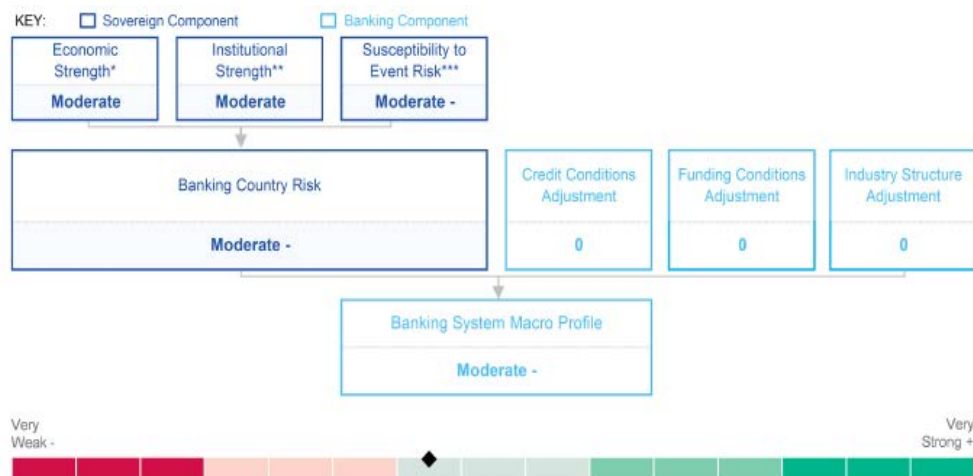 KEY: Sovereign Component Banking Component
Economic Strength* Institutional Strength** Susceptibility to Event Risk***
Moderate Moderate Moderate -
Banking Country Risk Credit Conditions Adjustment Funding Conditions Adjustment Industry Structure Adjustment
Moderate - 0 0 0
Banking System Macro Profile
Moderate -
Very Weak - Very Strong +